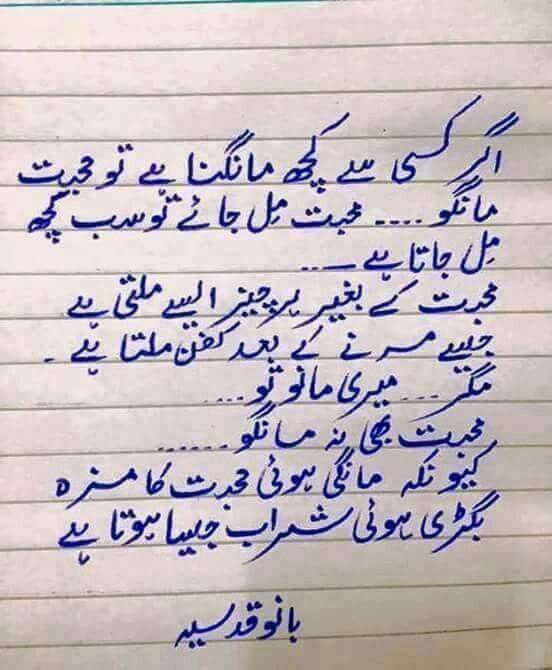 اگر کسی سے کچھ مانگنا ہے تو محبت
مانگو .... محبت مِل جائے تو سب کچھ
مِل جاتا ہے ....
محبت کے بغیر ہر چیز ایسے ملتی ہے
جیسے مرنے کے بعد کفن ملتا ہے ۔
مگر ... میری مانو تو ....
محبت بھی نہ مانگو ......
کیونکہ مانگی ہوئی محبت کا مزہ
بگڑی ہوئی شراب جیسا ہوتا ہے
بانو قدسیہ